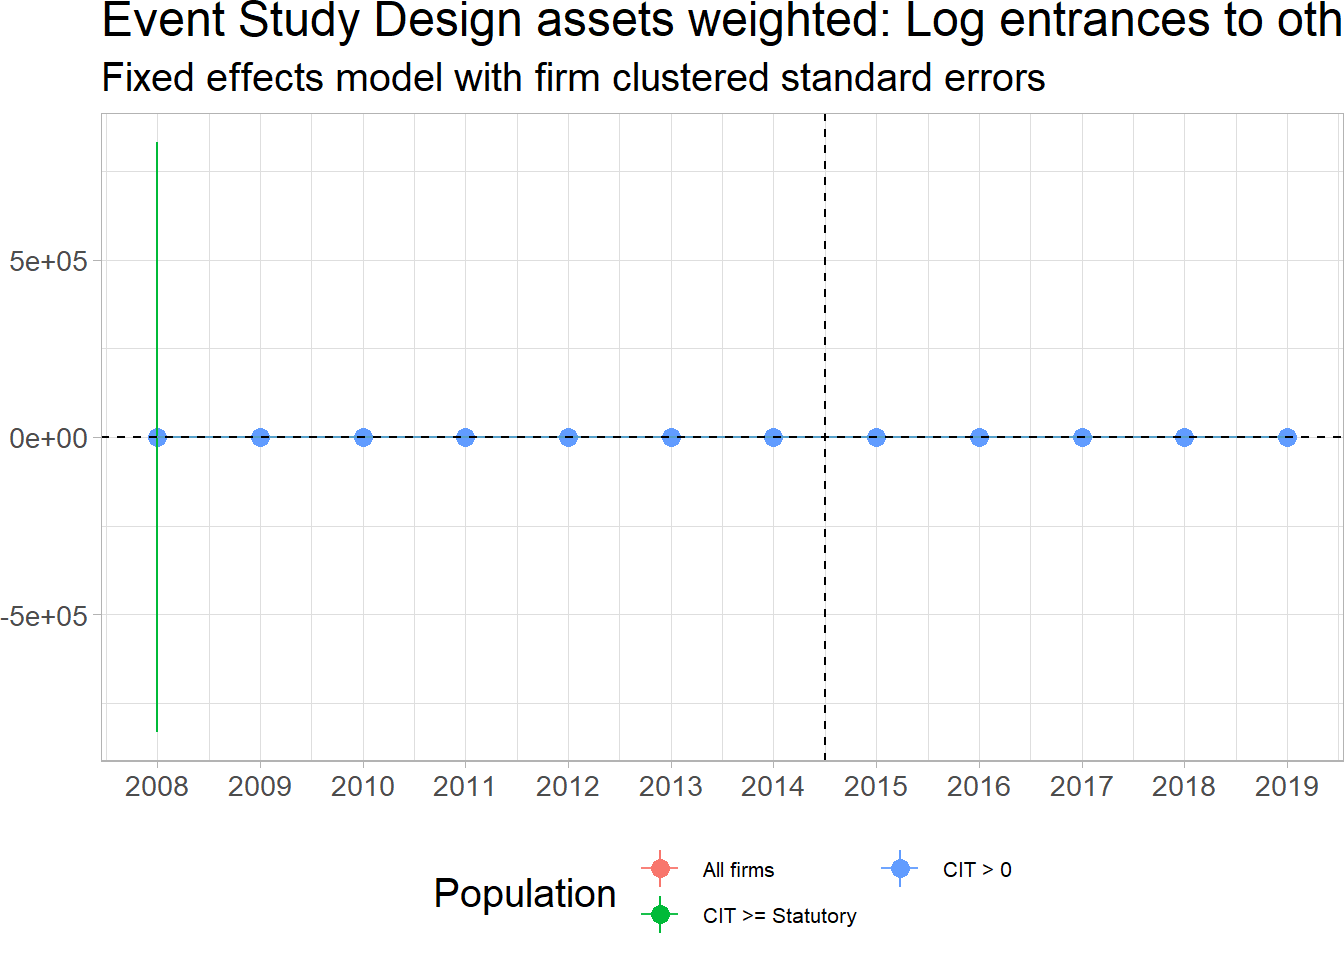 Event Study Design assets weighted: Log entrances to oth
Fixed effects model with firm clustered standard errors
5e+05
0e+00
-5e+05
2008 2009 2010 2011 2012 2013 2014 2015 2016 2017 2018 2019
Population
All firms
CIT >= Statutory
CIT > 0